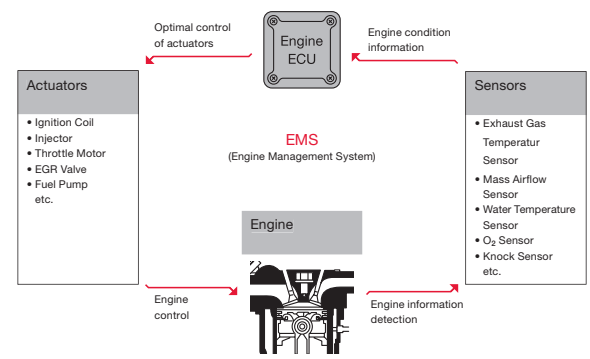 Optimal control
of actuators
Engine
ECU
Engine condition
information
Actuators
• Ignition Coil
• Injector
• Throttle Motor
• EGR Valve
• Fuel Pump
etc.
EMS
(Engine Management System)
Sensors
• Exhaust Gas
Temperatur
Sensor
• Mass Airflow
Sensor
• Water Temperature
Sensor
• O₂ Sensor
• Knock Sensor
etc.
Engine
Engine
control
Engine information
detection